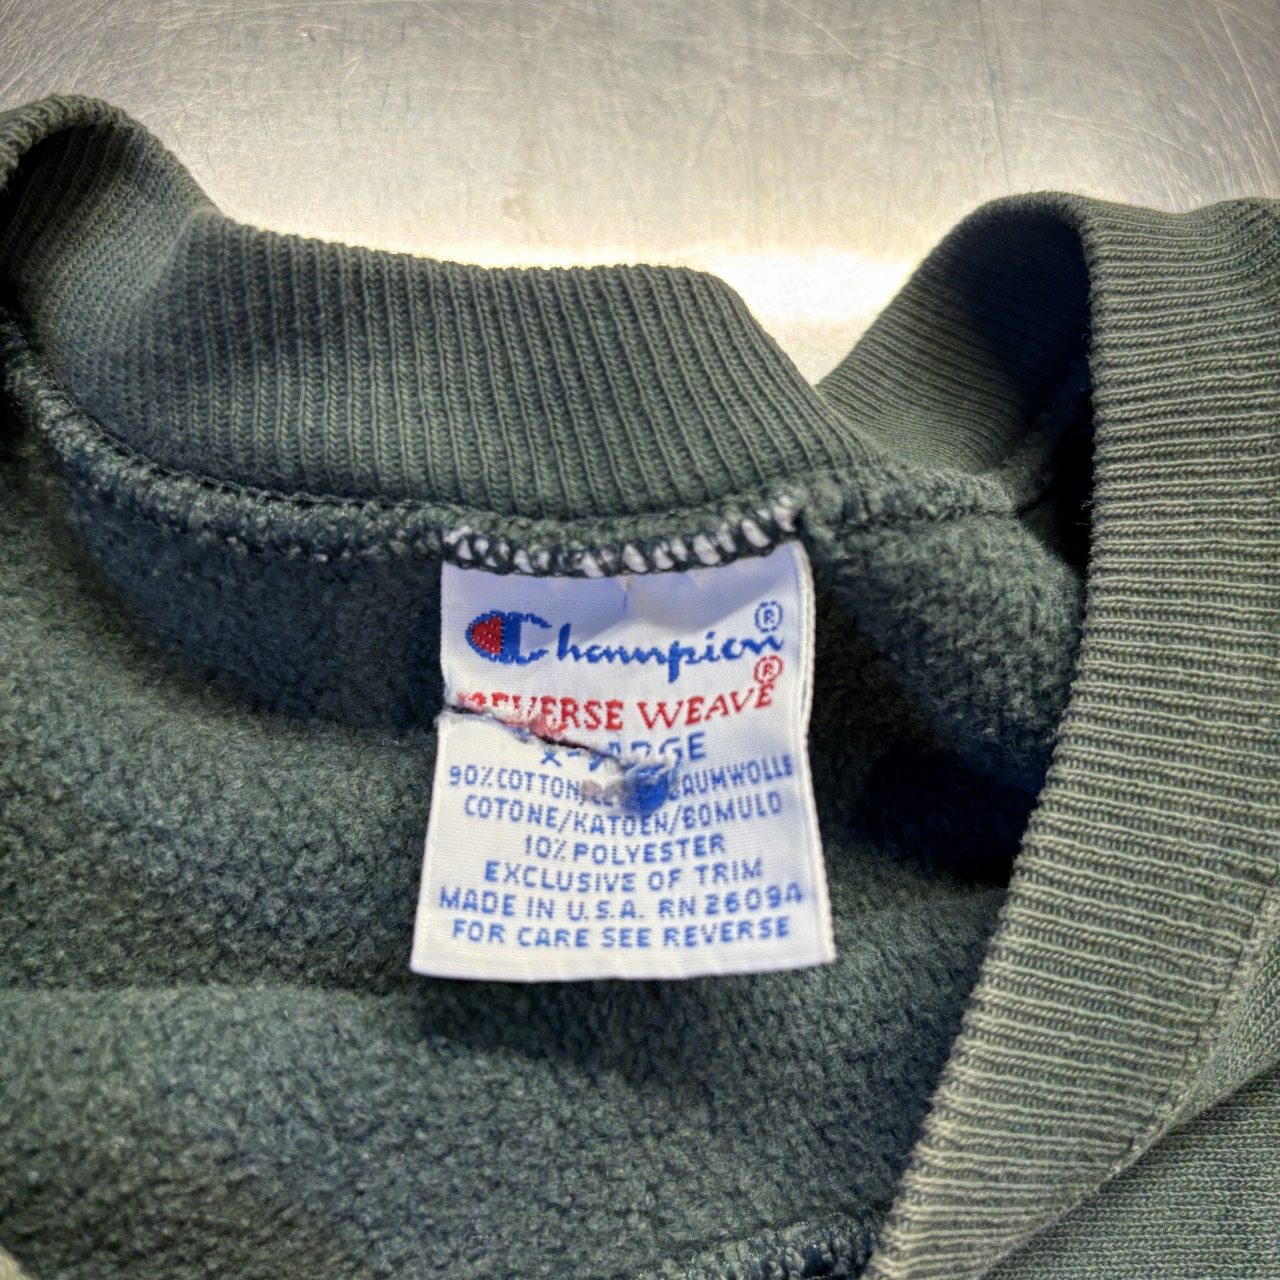 Champion®
REVERSE WEAVE®
X-LARGE
90% COTTON/ BAUMWOLLE
COTONE/KATOEN/BOMULD
10% POLYESTER
EXCLUSIVE OF TRIM
MADE IN U.S.A. RN 26094
FOR CARE SEE REVERSE